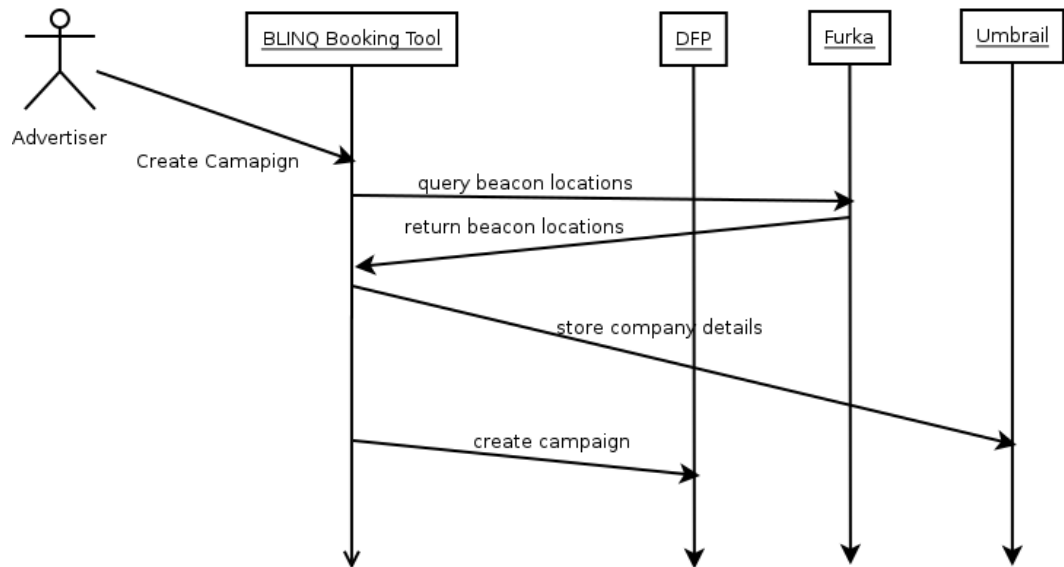 BLINQ Booking Tool
DFP
Furka
Umbrail
Advertiser
Create Camapign
query beacon locations
return beacon locations
store company details
create campaign